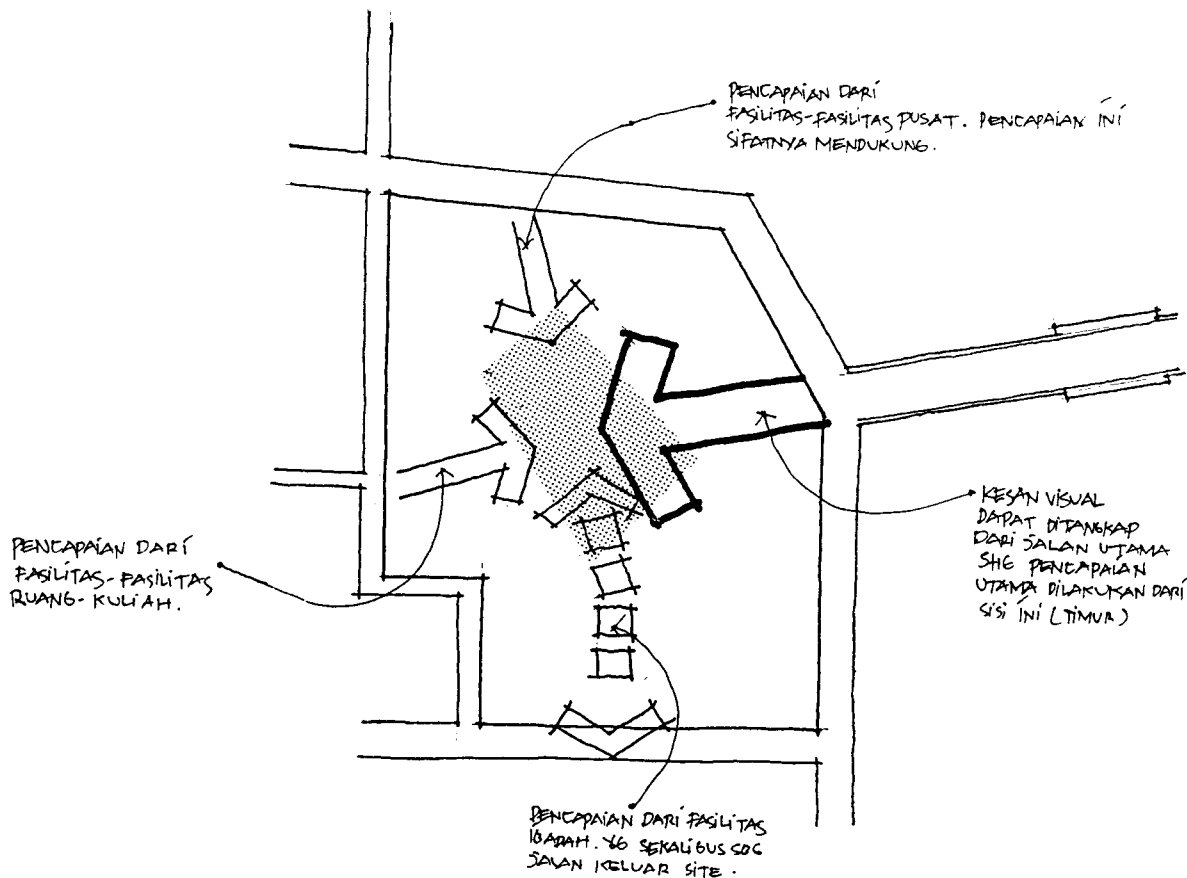 PENCAPAIAN DARI
FASILITAS-FASILITAS PUSAT. PENCAPAIAN INI
SIFATNYA MENDUKUNG.
KESAN VISUAL
DAPAT DITANGKAP
DARI JALAN UTAMA
SHG PENCAPAIAN
UTAMA DILAKUKAN DARI
SISI INI (TIMUR)
PENCAPAIAN DARI
FASILITAS-FASILITAS
RUANG-KULIAH.
PENCAPAIAN DARI FASILITAS
IBADAH. YG SEKALIGUS SBG
JALAN KELUAR SITE.